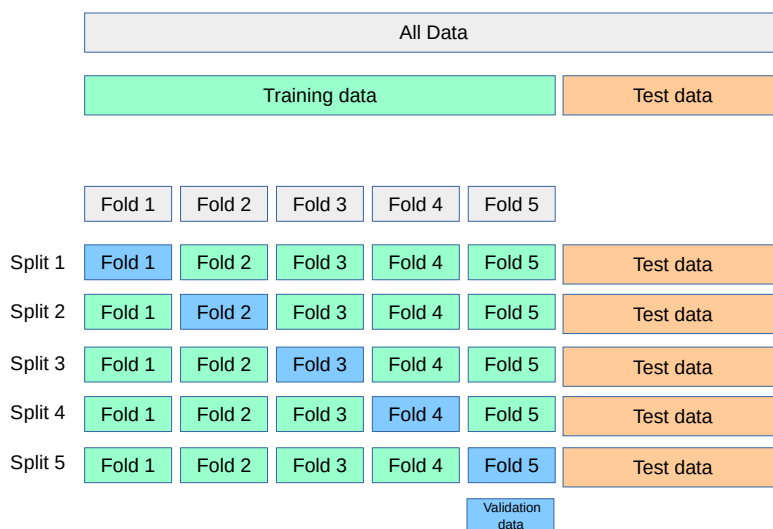 All Data
Training data Test data
Fold 1 Fold 2 Fold 3 Fold 4 Fold 5
Split 1 Fold 1 Fold 2 Fold 3 Fold 4 Fold 5 Test data
Split 2 Fold 1 Fold 2 Fold 3 Fold 4 Fold 5 Test data
Split 3 Fold 1 Fold 2 Fold 3 Fold 4 Fold 5 Test data
Split 4 Fold 1 Fold 2 Fold 3 Fold 4 Fold 5 Test data
Split 5 Fold 1 Fold 2 Fold 3 Fold 4 Fold 5 Test data
Validation
data